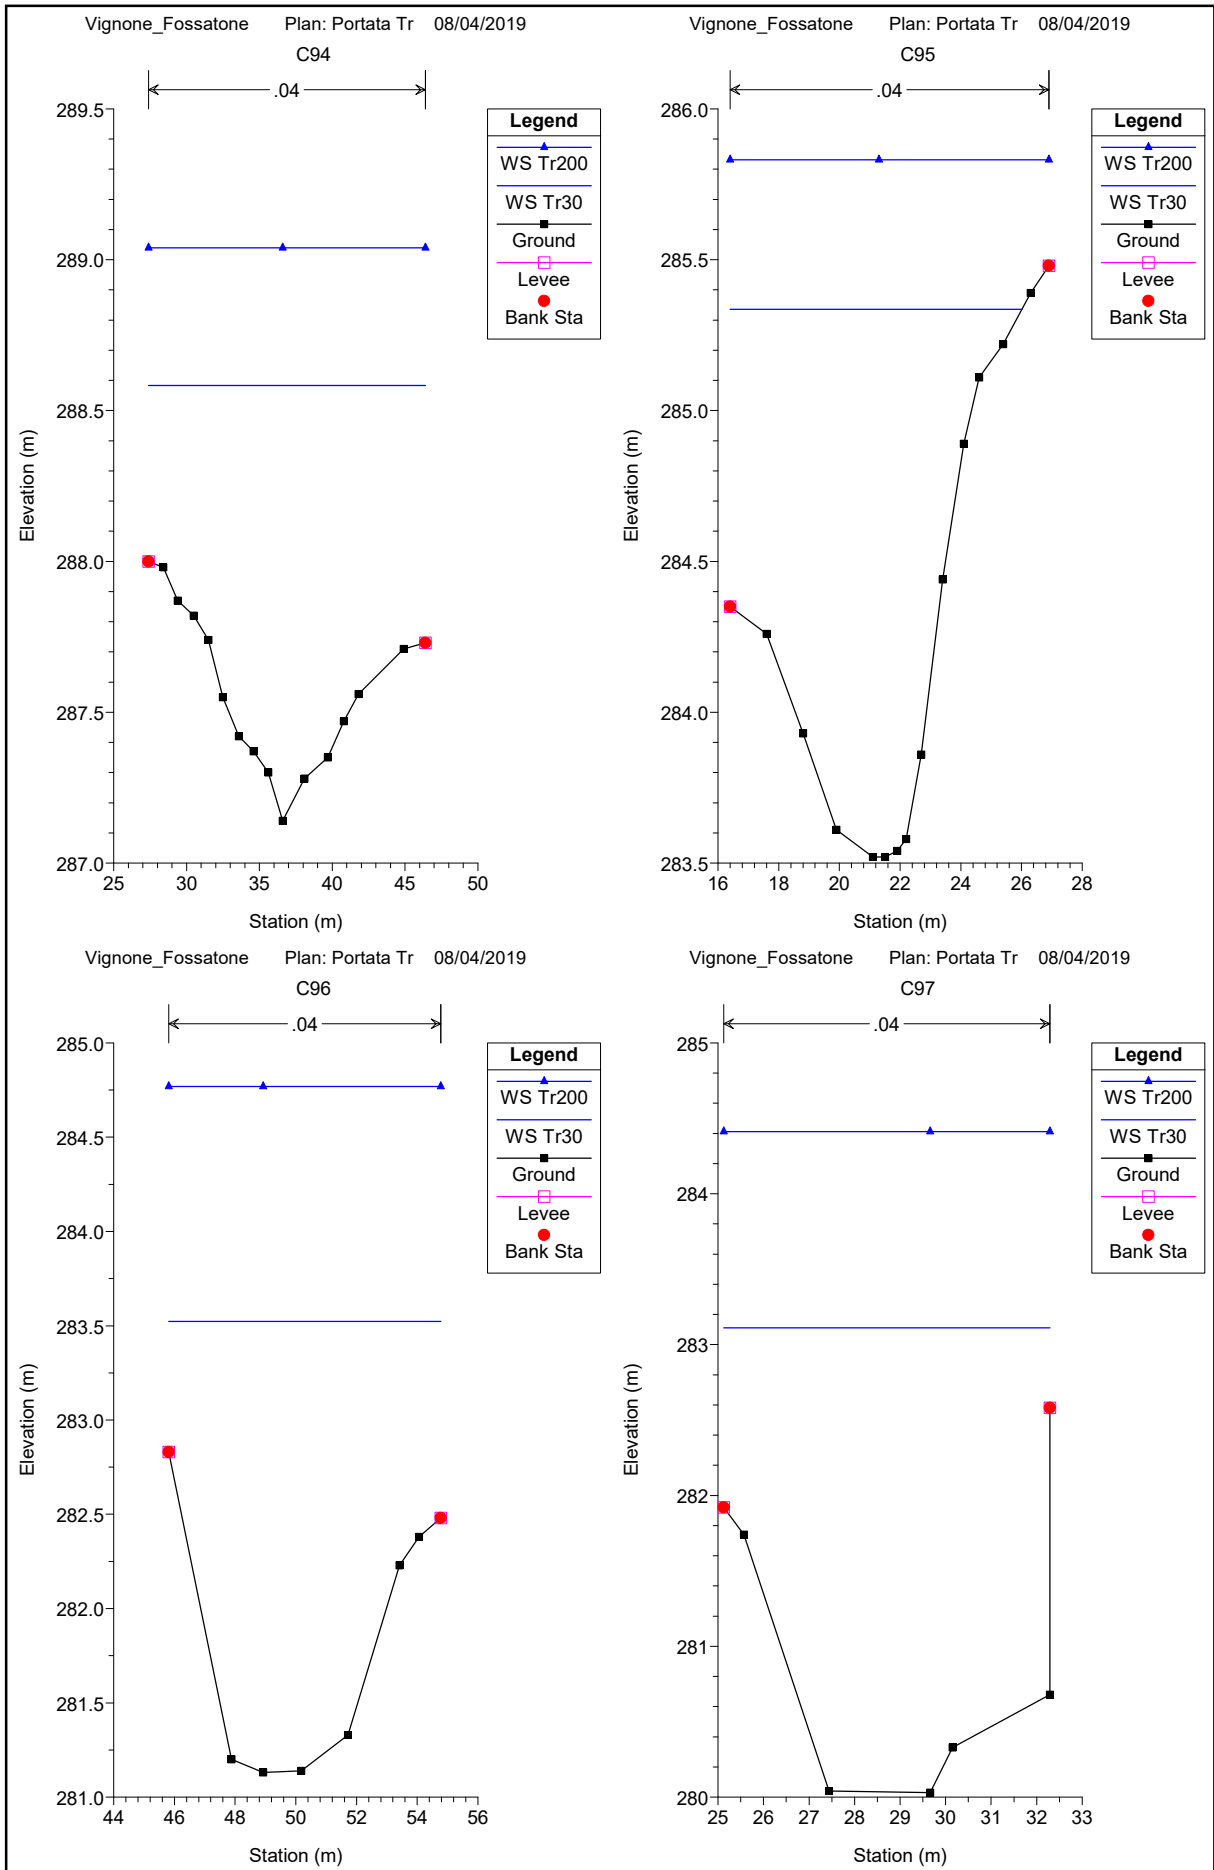 Vignone_Fossatone Plan: Portata Tr 08/04/2019
C94
.04
289.5
289.0
288.5
288.0
287.5
287.0
25 30 35 40 45 50
Station (m)
Elevation (m)
Legend
WS Tr200
WS Tr30
Ground
Levee
Bank Sta
Vignone_Fossatone Plan: Portata Tr 08/04/2019
C95
.04
286.0
285.5
285.0
284.5
284.0
283.5
16 18 20 22 24 26 28
Station (m)
Elevation (m)
Legend
WS Tr200
WS Tr30
Ground
Levee
Bank Sta
Vignone_Fossatone Plan: Portata Tr 08/04/2019
C96
.04
285.0
284.5
284.0
283.5
283.0
282.5
282.0
281.5
281.0
44 46 48 50 52 54 56
Station (m)
Elevation (m)
Legend
WS Tr200
WS Tr30
Ground
Levee
Bank Sta
Vignone_Fossatone Plan: Portata Tr 08/04/2019
C97
.04
285
284
283
282
281
280
25 26 27 28 29 30 31 32 33
Station (m)
Elevation (m)
Legend
WS Tr200
WS Tr30
Ground
Levee
Bank Sta